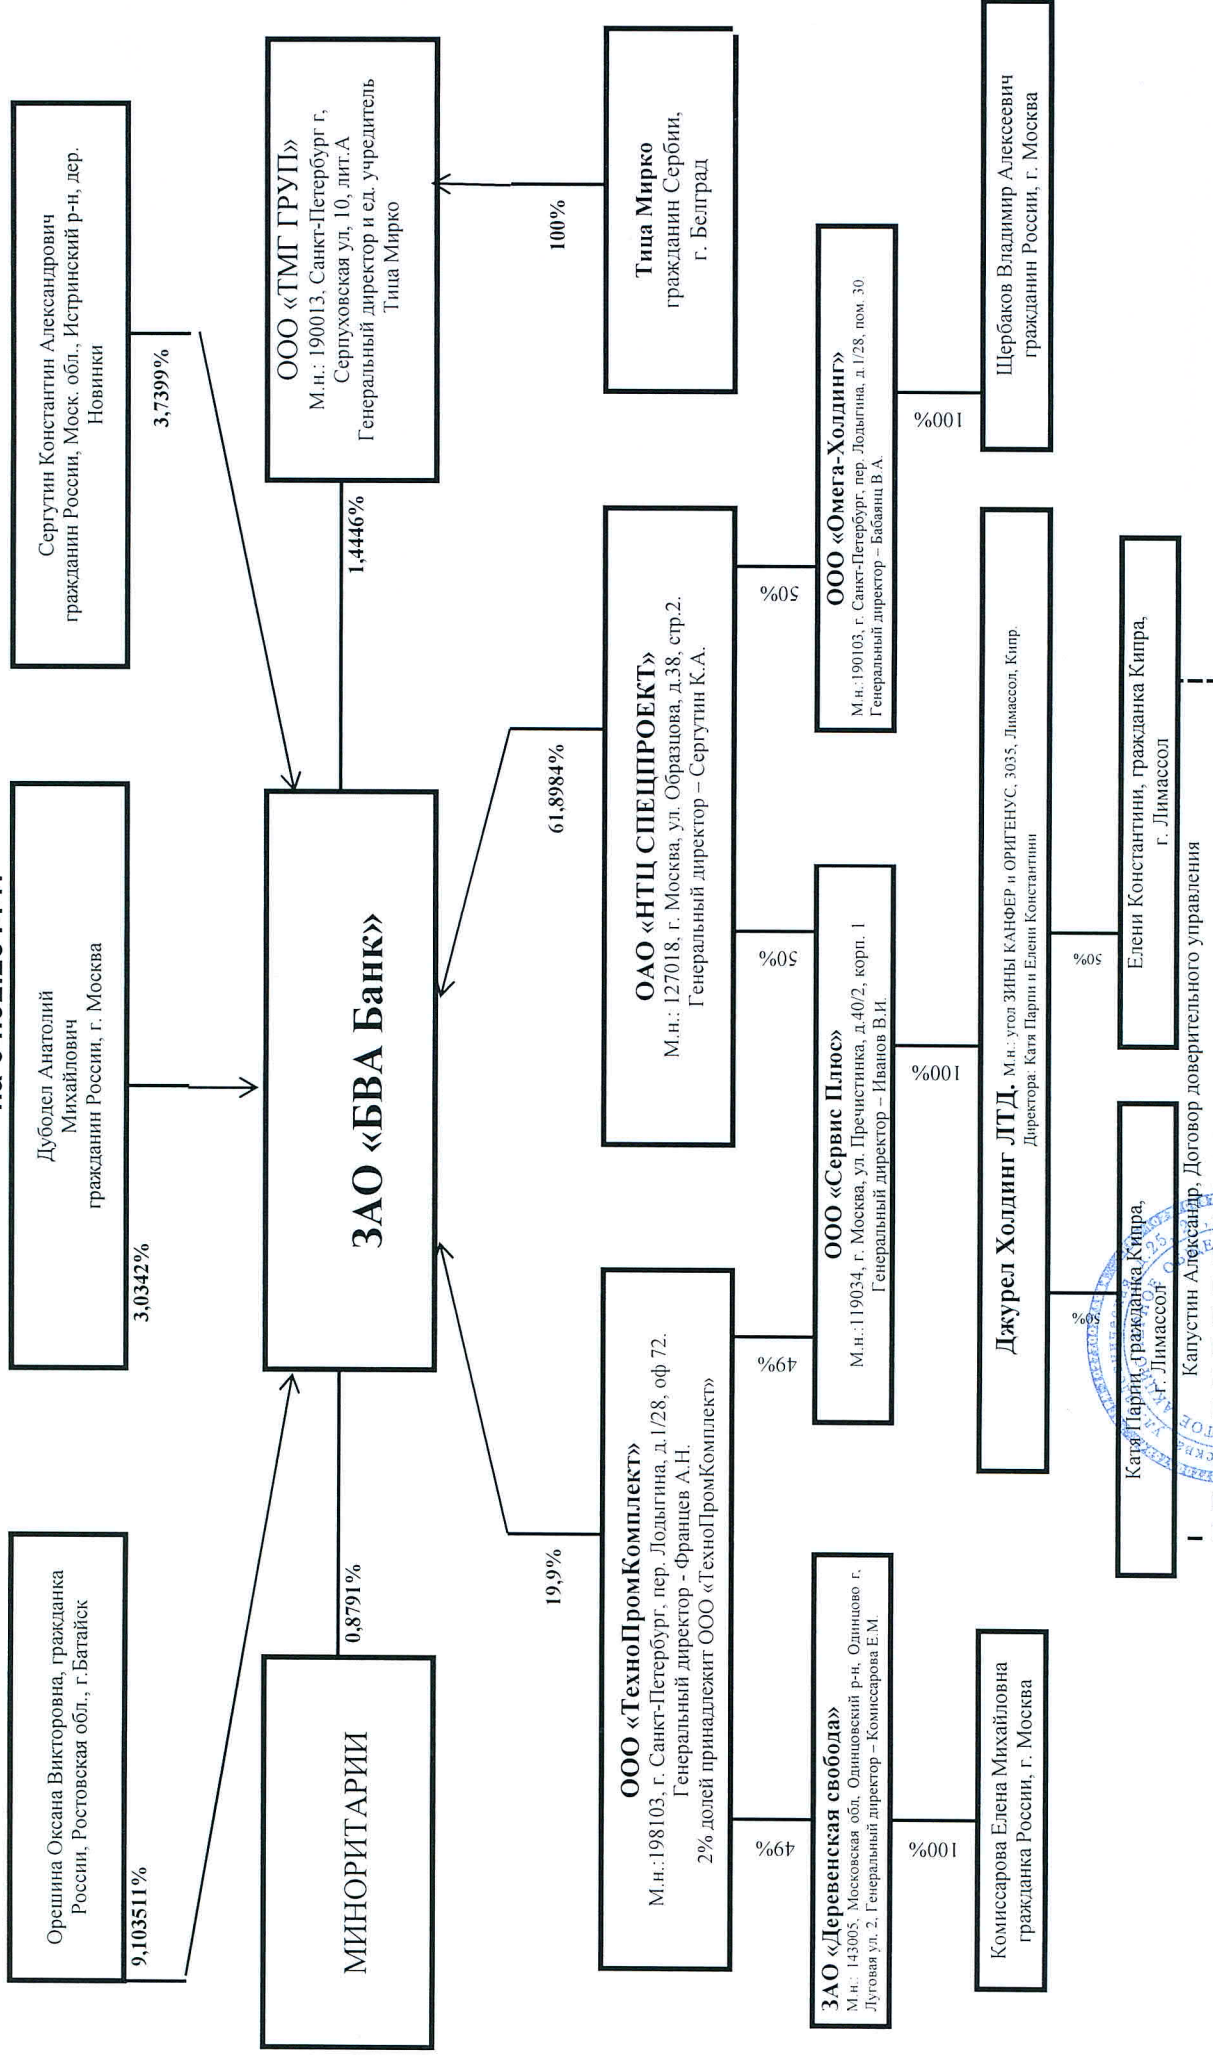 Орешина Оксана Викторовна, гражданка
России, Ростовская обл., г.Батайск
9,103511%
Дубодел Анатолий
Михайлович
гражданин России, г. Москва
3,0342%
Сергутин Константин Александрович
гражданин России, Моск. обл., Истринский р-н, дер.
Новинки
3,7399%
МИНОРИТАРИИ
0,8791%
ЗАО «БВА Банк»
1,4446%
ООО «ТМГ ГРУП»
М.н.: 190013, Санкт-Петербург г,
Серпуховская ул, 10, лит.А
Генеральный директор и ед. учредитель
Тица Мирко
19,9%
61,8984%
100%
ООО «ТехноПромКомплект»
М.н.:198103, г. Санкт-Петербург, пер. Лодыгина, д.1/28, оф 72.
Генеральный директор - Францев А.Н.
2% долей принадлежит ООО «ТехноПромКомплект»
ОАО «НТЦ СПЕЦПРОЕКТ»
М.н.: 127018, г. Москва, ул. Образцова, д.38, стр.2.
Генеральный директор – Сергутин К.А.
Тица Мирко
гражданин Сербии,
г. Белград
49%
49%
50%
50%
ЗАО «Деревенская свобода»
М.н.: 143005, Московская обл, Одинцовский р-н, Одинцово г,
Луговая ул. 2, Генеральный директор – Комиссарова Е.М.
ООО «Сервис Плюс»
М.н.:119034, г. Москва, ул. Пречистинка, д.40/2, корп. 1
Генеральный директор – Иванов В.И.
ООО «Омега-Холдинг»
М.н.:190103, г. Санкт-Петербург, пер. Лодыгина, д.1/28, пом. 30.
Генеральный директор – Бабаянц В.А.
100%
100%
100%
Комиссарова Елена Михайловна
гражданка России, г. Москва
Джурел Холдинг ЛТД. М.н.: угол ЗИНЫ КАНФЕР и ОРИГЕНУС, 3035, Лимассол, Кипр.
Директора: Катя Парпи и Елени Константини
Щербаков Владимир Алексеевич
гражданин России, г. Москва
50%
50%
Катя Парпи, гражданка Кипра,
г. Лимассол
Елени Константини, гражданка Кипра,
г. Лимассол
Капустин Александр, Договор доверительного управления